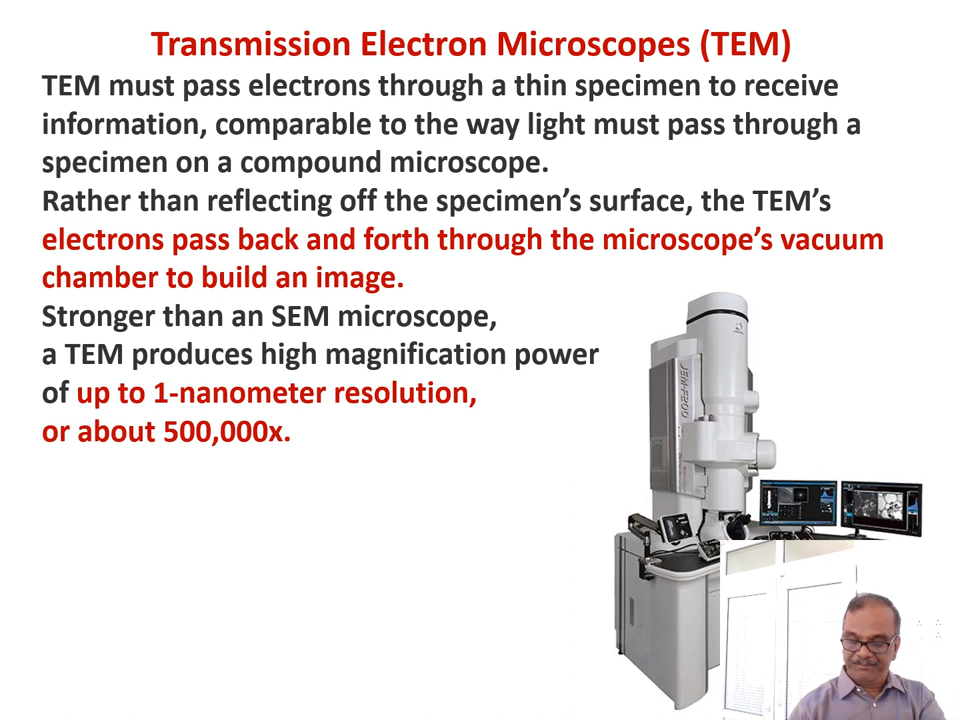 Transmission Electron Microscopes (TEM)
TEM must pass electrons through a thin specimen to receive
information, comparable to the way light must pass through a
specimen on a compound microscope.
Rather than reflecting off the specimen’s surface, the TEM’s
electrons pass back and forth through the microscope’s vacuum
chamber to build an image.
Stronger than an SEM microscope,
a TEM produces high magnification power
of up to 1-nanometer resolution,
or about 500,000x.
JEM-F200